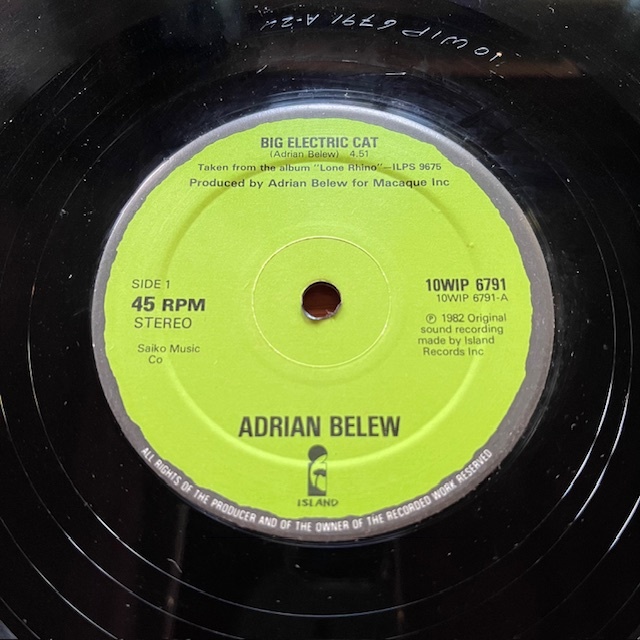 10WIP 6791 A-2U
BIG ELECTRIC CAT
(Adrian Belew) 4.51
Taken from the album "Lone Rhino"—ILPS 9675
Produced by Adrian Belew for Macaque Inc
SIDE 1
45 RPM
STEREO
Saiko Music
Co
10WIP 6791
10WIP 6791-A
℗ 1982 Original
sound recording
made by Island
Records Inc
ADRIAN BELEW
ISLAND
ALL RIGHTS OF THE PRODUCER AND OF THE OWNER OF THE RECORDED WORK RESERVED